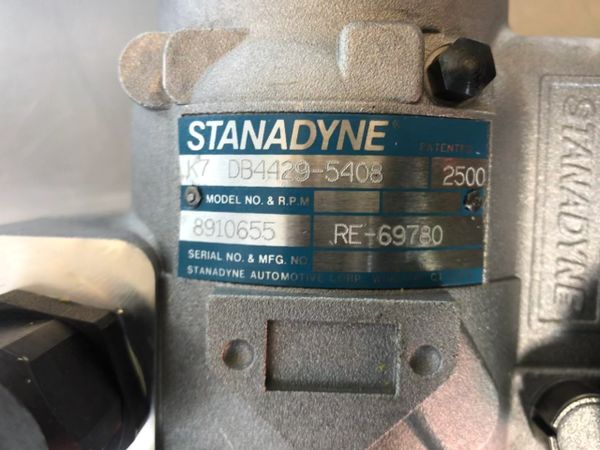 STANADYNE®
PATENTED
K7 DB4429-5408 2500
MODEL NO. & R.P.M
8910655 RE-69780
SERIAL NO. & MFG. NO.
STANADYNE AUTOMOTIVE CORP. CT
STANADYNE